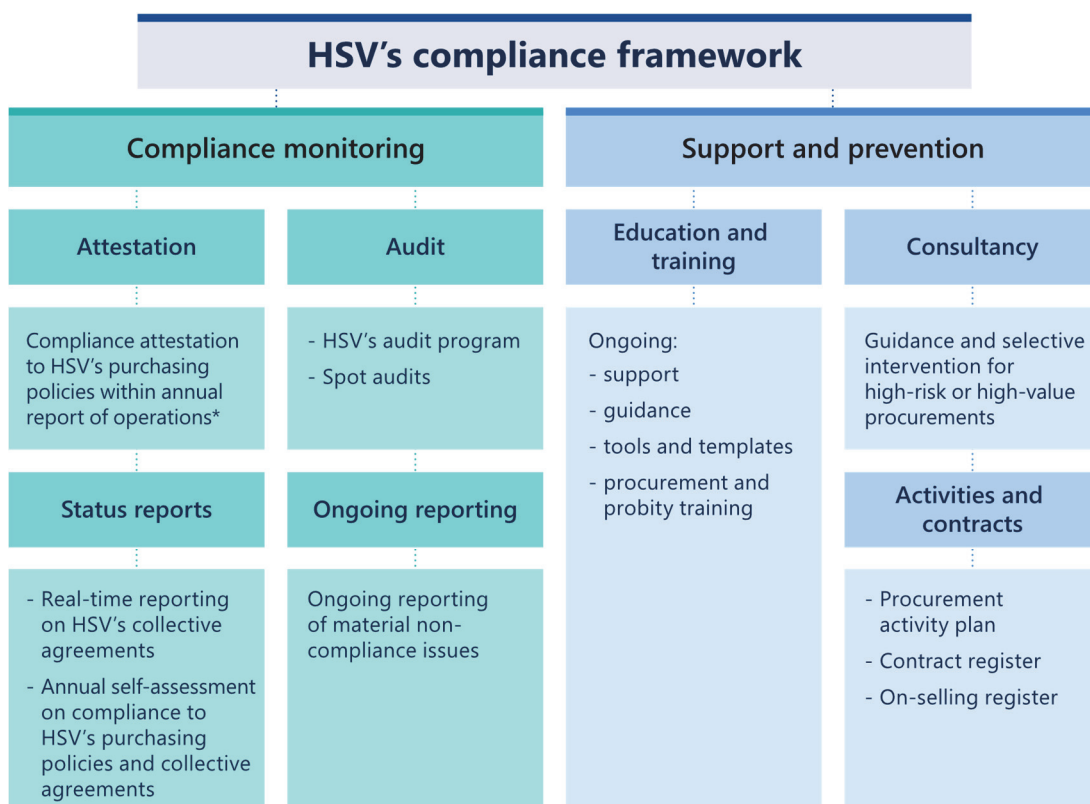 HSV's compliance framework
Compliance monitoring
Support and prevention
Attestation
Audit
Education and
training
Consultancy
Compliance attestation
to HSV's purchasing
policies within annual
report of operations*
- HSV's audit program
- Spot audits
Ongoing:
- support
- guidance
- tools and templates
- procurement and
probity training
Guidance and selective
intervention for
high-risk or high-value
procurements
Status reports
Ongoing reporting
Activities and
contracts
- Real-time reporting
on HSV's collective
agreements
- Annual self-assessment
on compliance to
HSV's purchasing
policies and collective
agreements
Ongoing reporting
of material non-
compliance issues
- Procurement
activity plan
- Contract register
- On-selling register